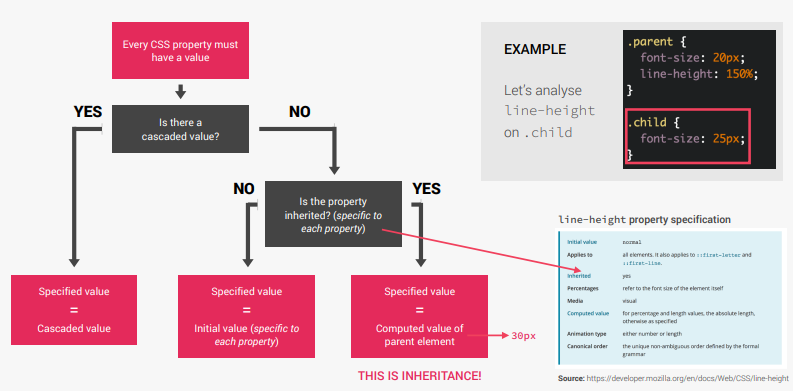 Every CSS property must
have a value
YES
Is there a
cascaded value?
NO
NO
Is the property
inherited? (specific to
each property)
YES
Specified value
=
Cascaded value
Specified value
=
Initial value (specific to
each property)
Specified value
=
Computed value of
parent element
30px
THIS IS INHERITANCE!
EXAMPLE
Let's analyse
line-height
on .child
.parent {
font-size: 20px;
line-height: 150%;
}
.child {
font-size: 25px;
}
line-height property specification
Initial value normal
Applies to all elements. It also applies to ::first-letter and
::first-line.
Inherited yes
Percentages refer to the font size of the element itself
Media visual
Computed value for percentage and length values, the absolute length,
otherwise as specified
Animation type either number or length
Canonical order the unique non-ambiguous order defined by the formal
grammar
Source: https://developer.mozilla.org/en/docs/Web/CSS/line-height